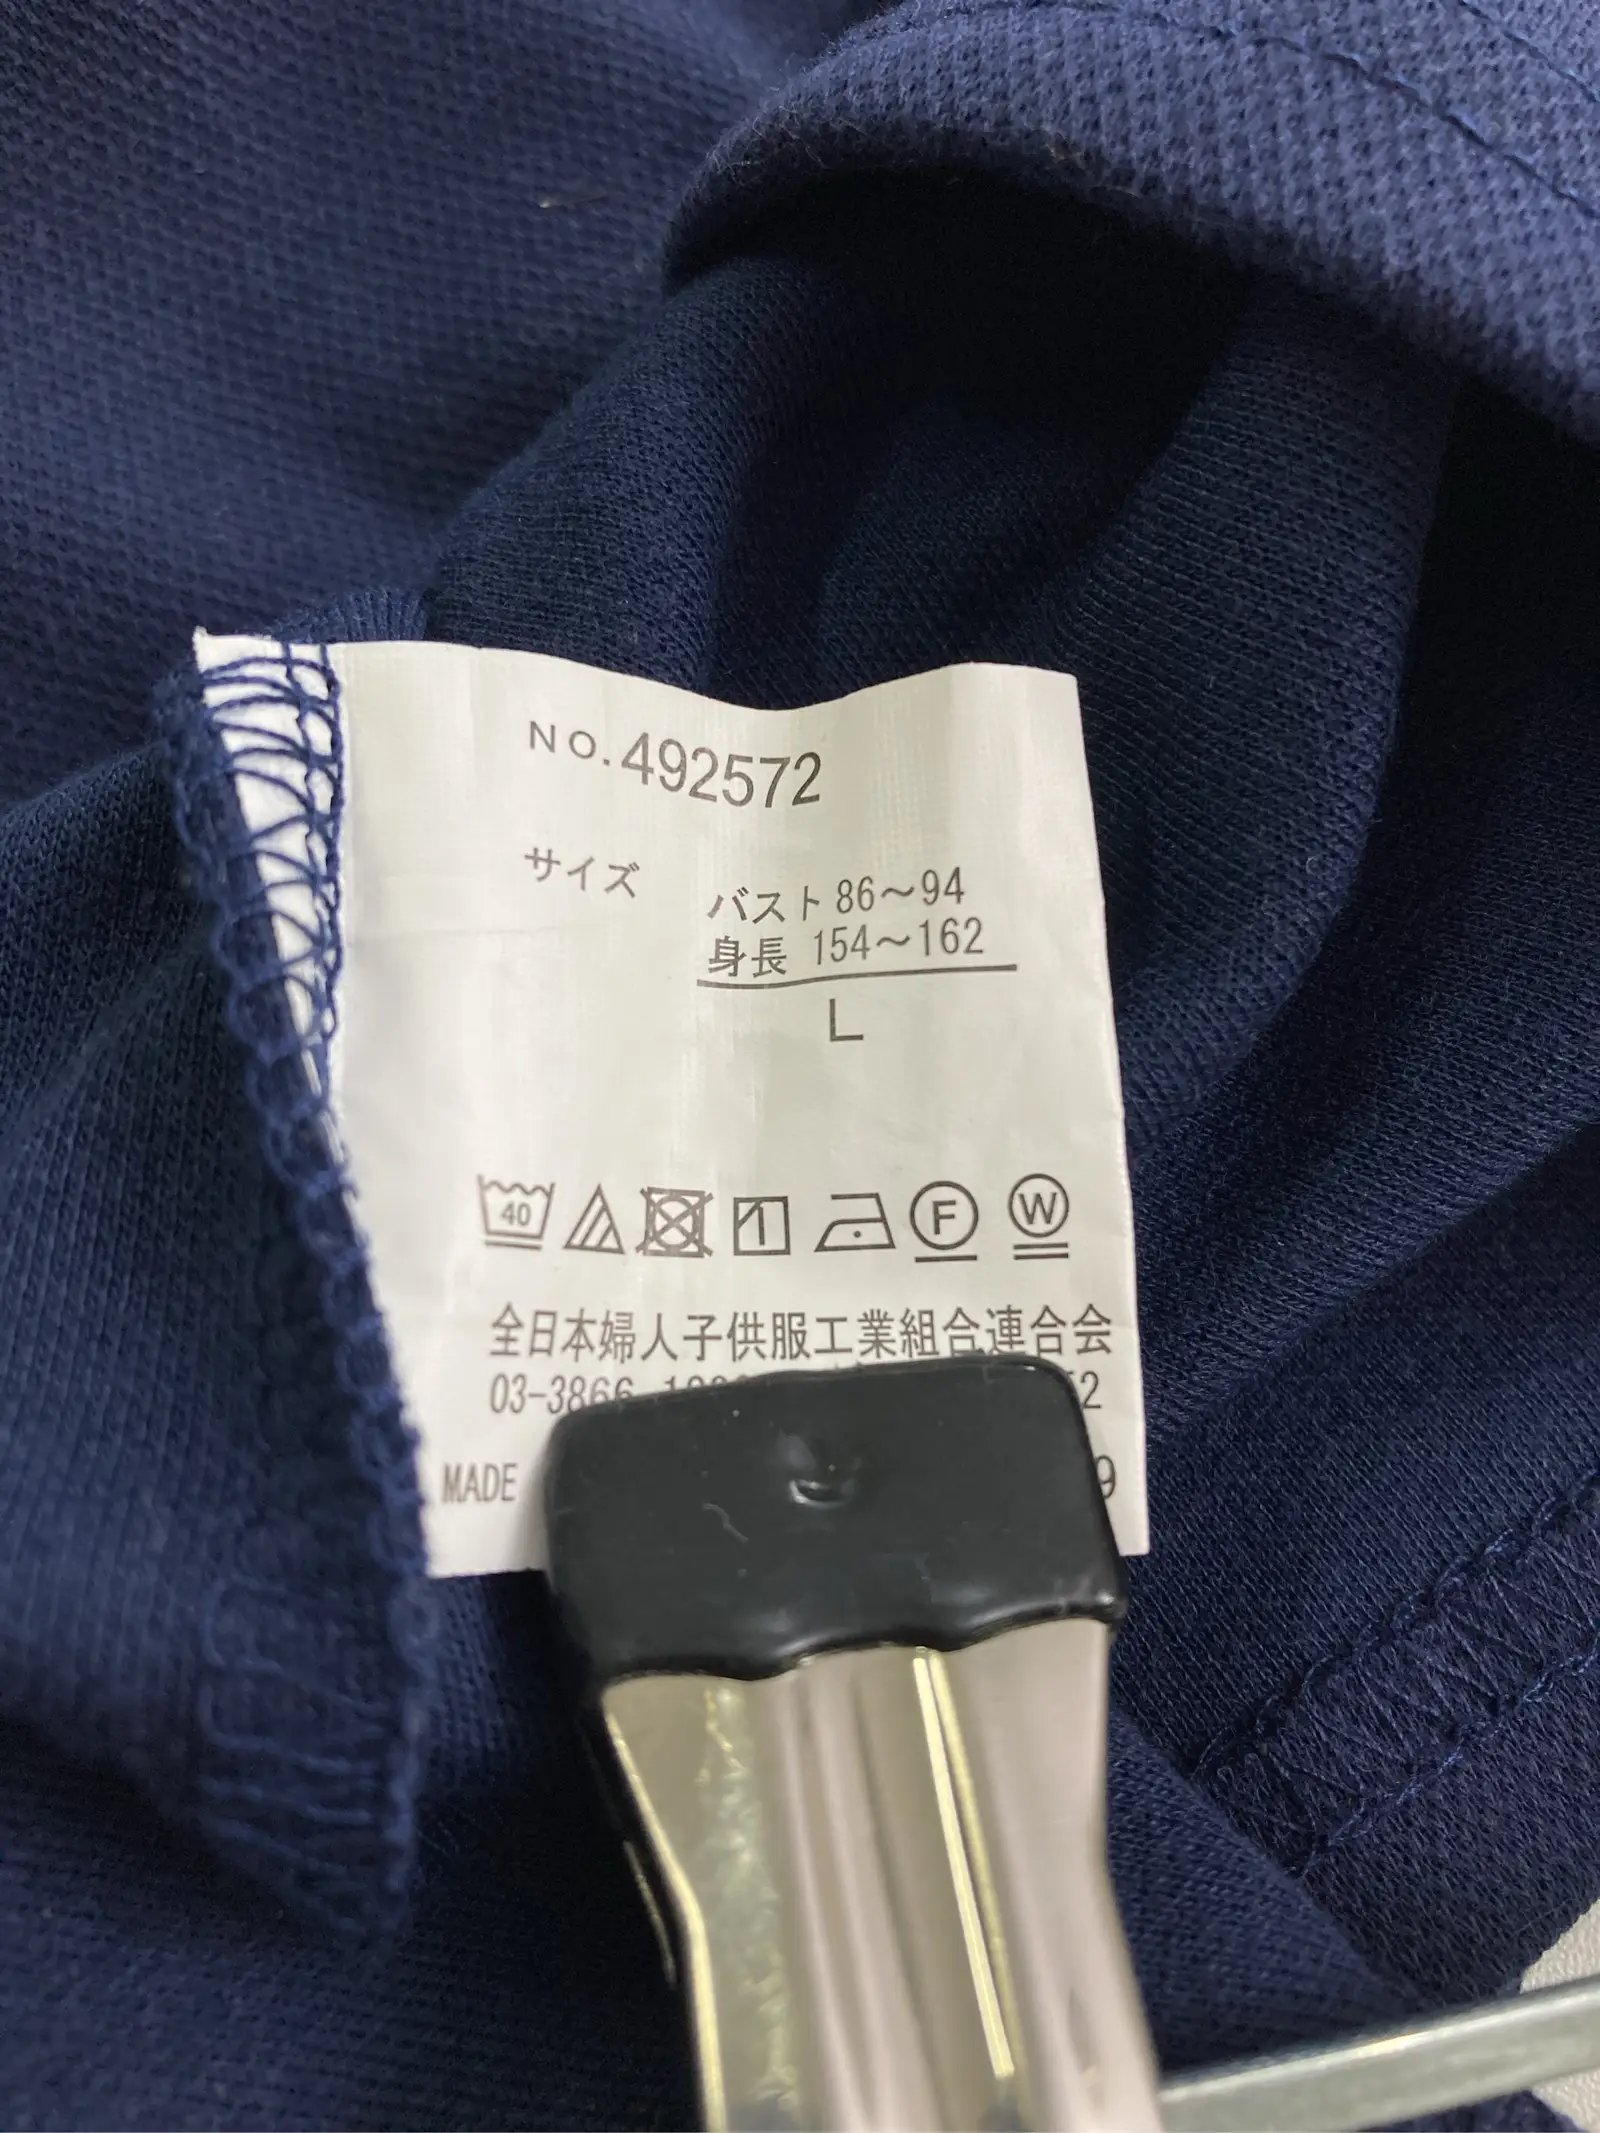 NO.492572
サイズ
バスト 86～94
身長 154～162
L
40
F W
全日本婦人子供服工業組合連合会
03-3866
MADE